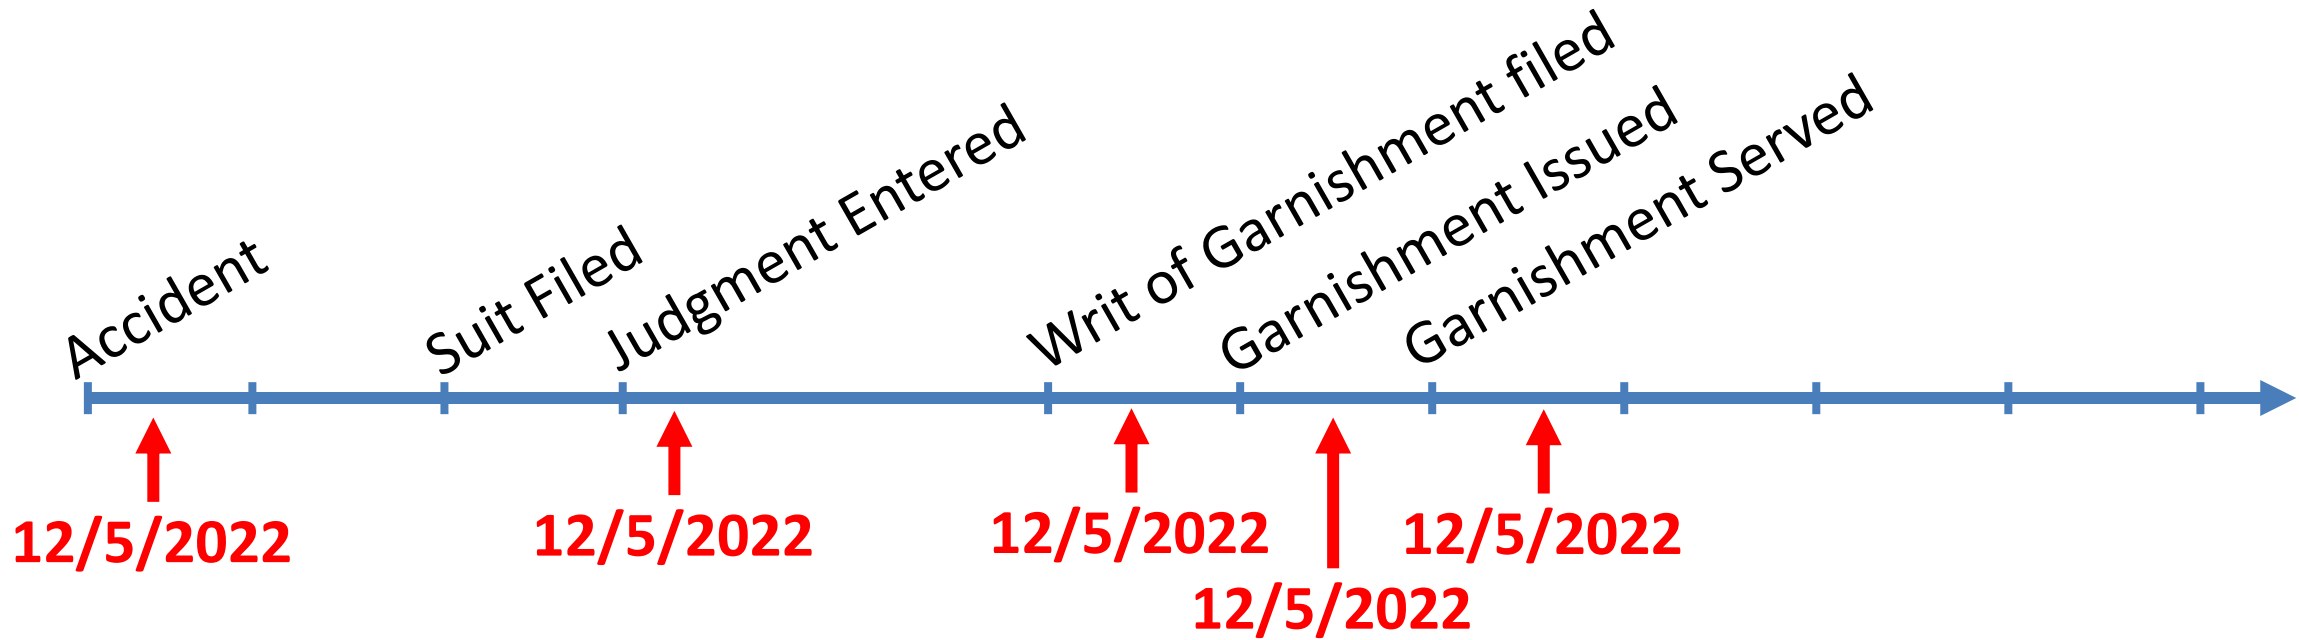 Accident
Suit Filed
Judgment Entered
Writ of Garnishment filed
Garnishment Issued
Garnishment Served
12/5/2022
12/5/2022
12/5/2022
12/5/2022
12/5/2022